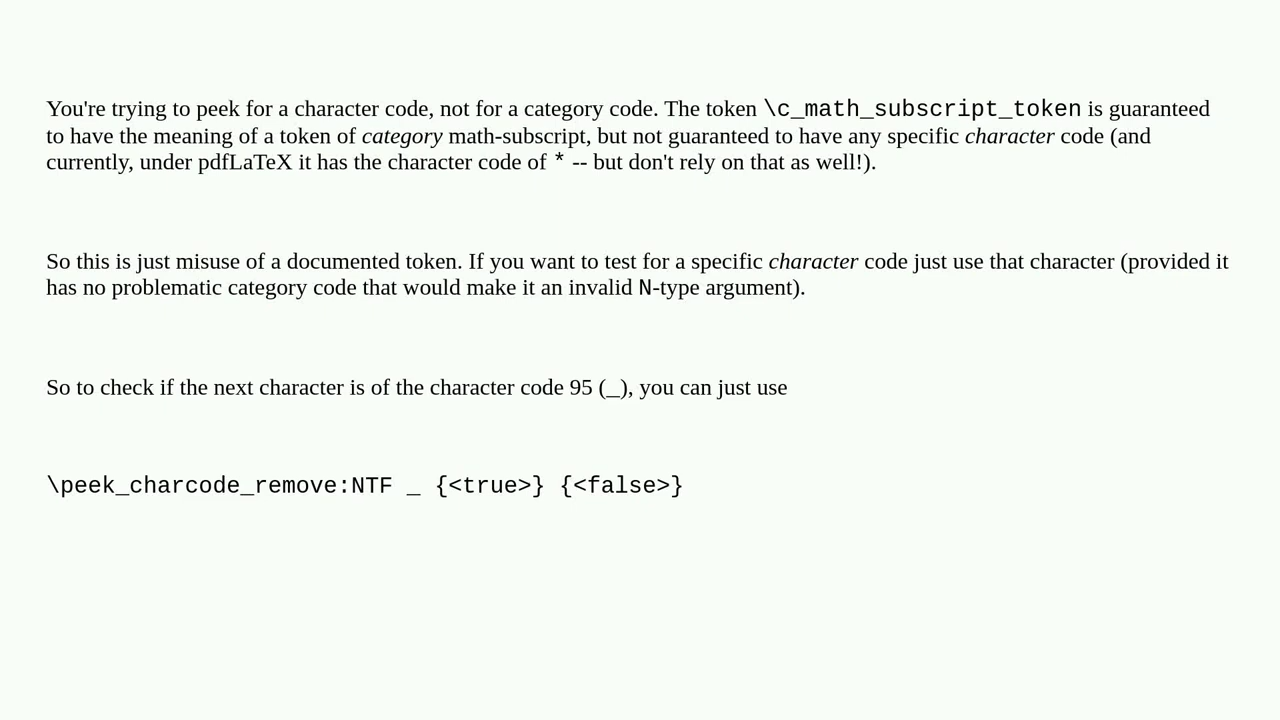 You're trying to peek for a character code, not for a category code. The token \c_math_subscript_token is guaranteed
to have the meaning of a token of category math-subscript, but not guaranteed to have any specific character code (and
currently, under pdfLaTeX it has the character code of * -- but don't rely on that as well!).
So this is just misuse of a documented token. If you want to test for a specific character code just use that character (provided it
has no problematic category code that would make it an invalid N-type argument).
So to check if the next character is of the character code 95 (_), you can just use
\peek_charcode_remove:NTF _ {<true>} {<false>}